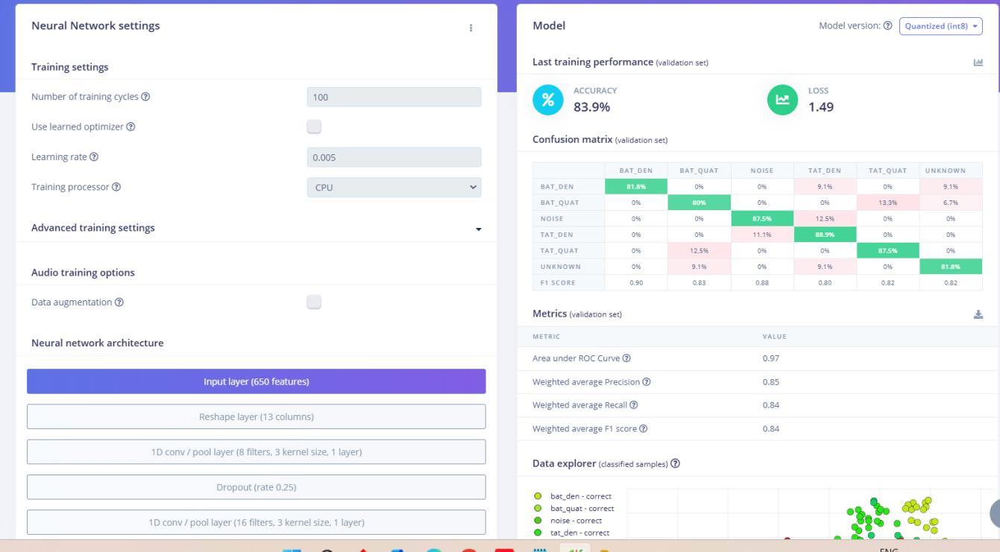 Neural Network settings
Training settings
Number of training cycles
100
Use learned optimizer
Learning rate
0.005
Training processor
CPU
Advanced training settings
Audio training options
Data augmentation
Neural network architecture
Input layer (650 features)
Reshape layer (13 columns)
1D conv / pool layer (8 filters, 3 kernel size, 1 layer)
Dropout (rate 0.25)
1D conv / pool layer (16 filters, 3 kernel size, 1 layer)
Model
Model version: Quantized (int8)
Last training performance (validation set)
ACCURACY
83.9%
LOSS
1.49
Confusion matrix (validation set)
BAT_DEN BAT_QUAT NOISE TAT_DEN TAT_QUAT UNKNOWN
BAT_DEN 81.8% 0% 0% 9.1% 0% 9.1%
BAT_QUAT 0% 80% 0% 0% 13.3% 6.7%
NOISE 0% 0% 87.5% 12.5% 0% 0%
TAT_DEN 0% 0% 11.1% 88.9% 0% 0%
TAT_QUAT 0% 12.5% 0% 0% 87.5% 0%
UNKNOWN 0% 9.1% 0% 9.1% 0% 81.8%
F1 SCORE 0.90 0.83 0.88 0.80 0.82 0.82
Metrics (validation set)
METRIC VALUE
Area under ROC Curve 0.97
Weighted average Precision 0.85
Weighted average Recall 0.84
Weighted average F1 score 0.84
Data explorer (classified samples)
bat_den - correct
bat_quat - correct
noise - correct
tat_den - correct
ENG